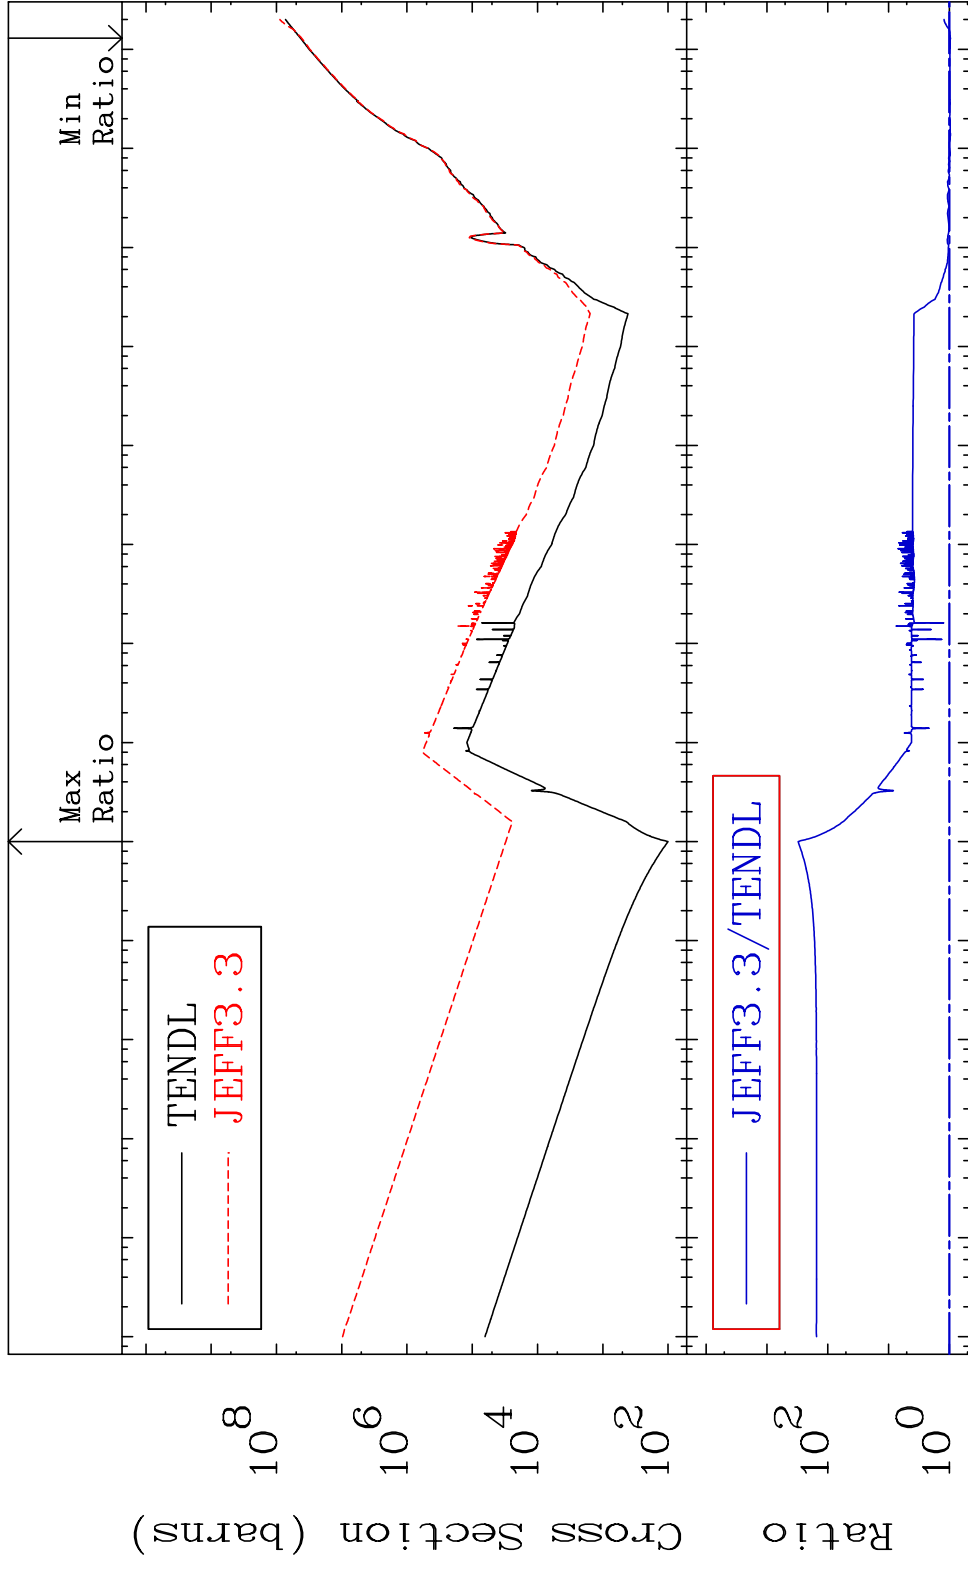 Max
Ratio
Min
Ratio
TENDL
JEFF3.3
10 8
10 6
10 4
10 2
Cross Section (barns)
JEFF3.3/TENDL
10 2
10 0
Ratio